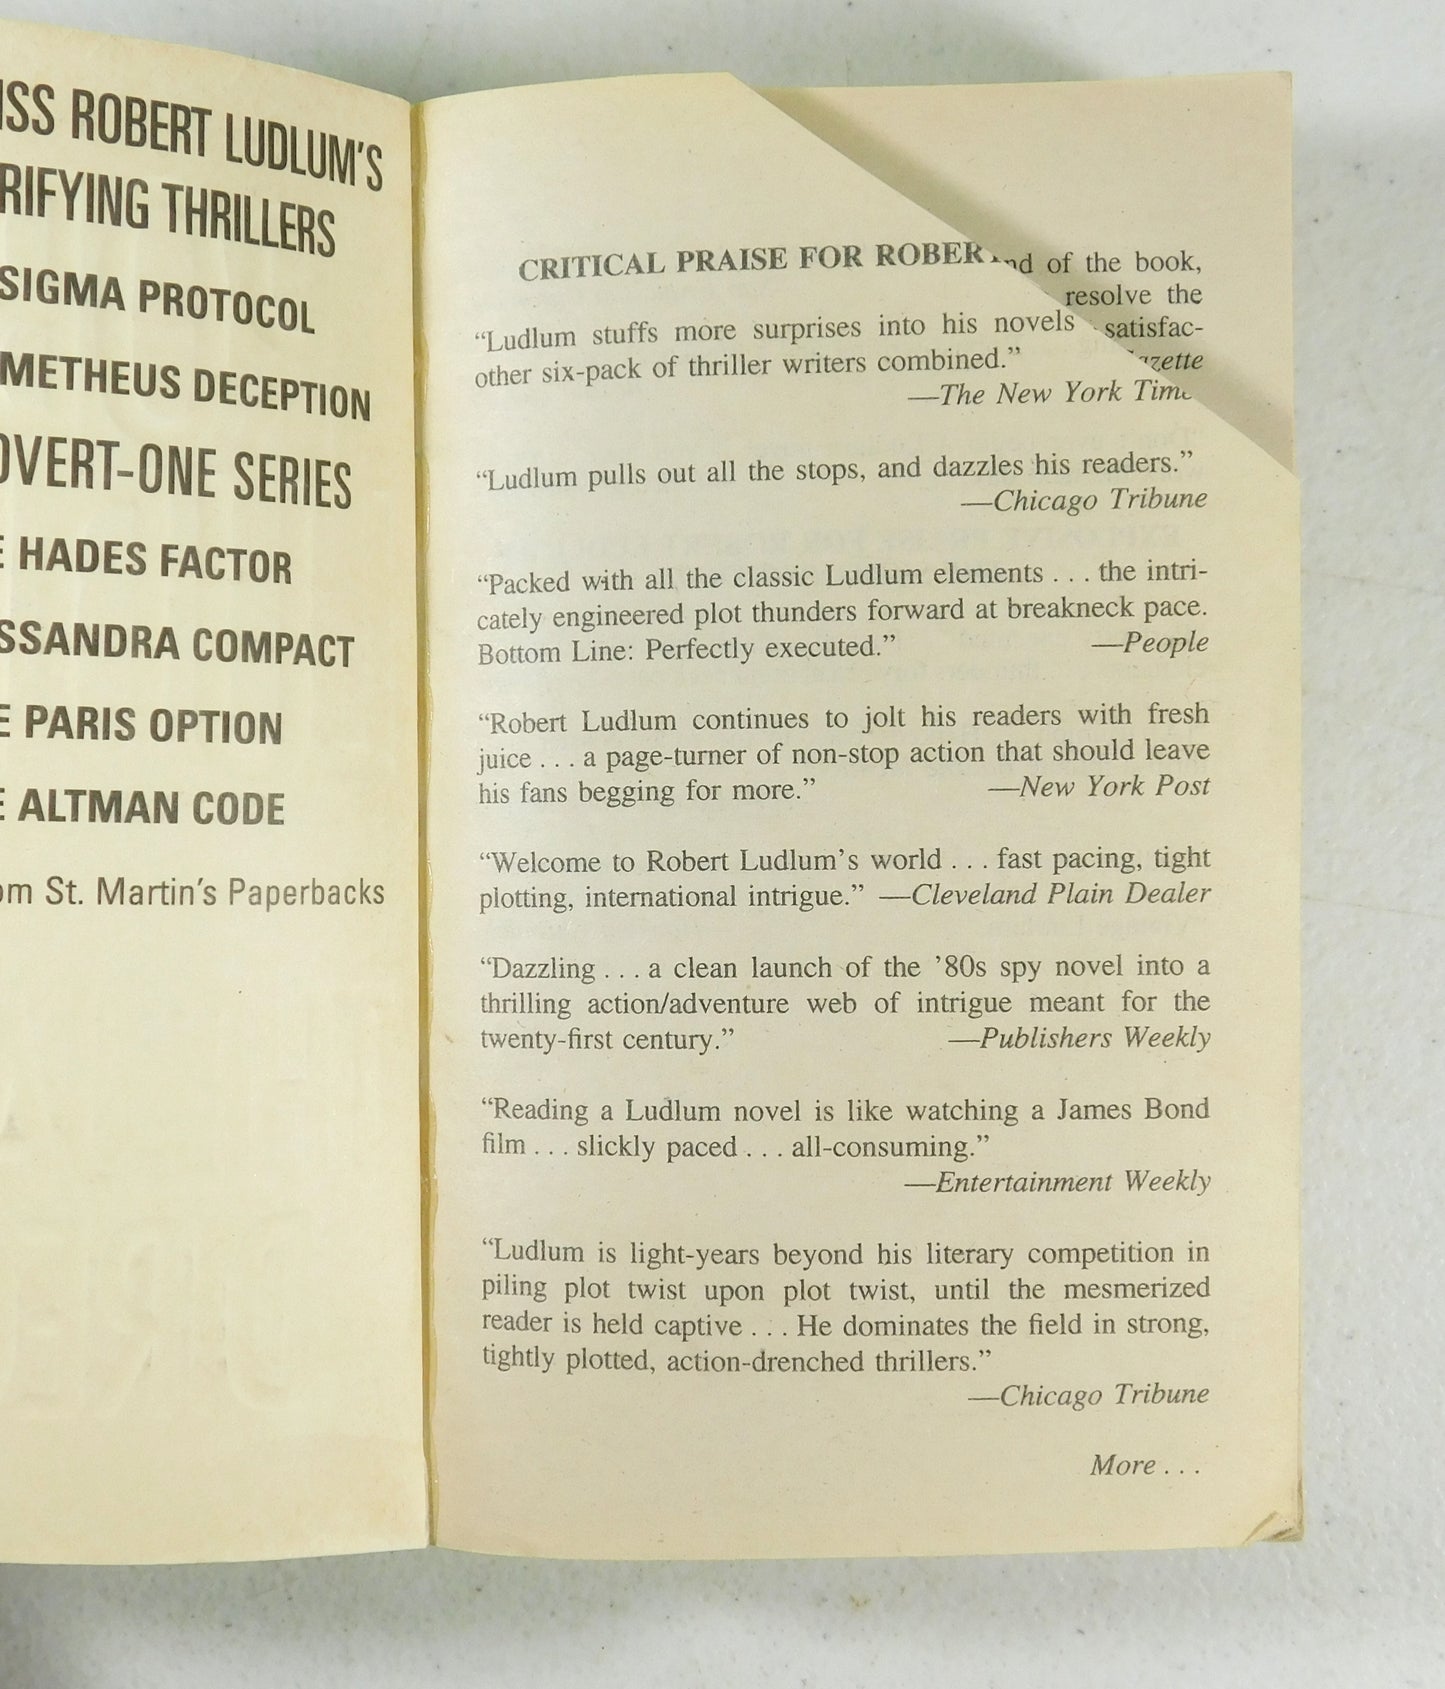 ROBERT LUDLUM'S
THRILLERS
SIGMA PROTOCOL
DECEPTION
SERIES
HADES FACTOR
COMPACT
PARIS OPTION
ALTMAN CODE
St. Martin's Paperbacks
CRITICAL PRAISE FOR
of the book,
resolve the
“Ludlum stuffs more surprises into his novels
satisfac-
other six-pack of thriller writers combined.”
—The New York
“Ludlum pulls out all the stops, and dazzles his readers.”
—Chicago Tribune
“Packed with all the classic Ludlum elements . . . the intri-
cately engineered plot thunders forward at breakneck pace.
Bottom Line: Perfectly executed.” —People
“Robert Ludlum continues to jolt his readers with fresh
juice . . . a page-turner of non-stop action that should leave
his fans begging for more.” —New York Post
“Welcome to Robert Ludlum’s world . . . fast pacing, tight
plotting, international intrigue.” —Cleveland Plain Dealer
“Dazzling . . . a clean launch of the ’80s spy novel into a
thrilling action/adventure web of intrigue meant for the
twenty-first century.” —Publishers Weekly
“Reading a Ludlum novel is like watching a James Bond
film . . . slickly paced . . . all-consuming.”
—Entertainment Weekly
“Ludlum is light-years beyond his literary competition in
piling plot twist upon plot twist, until the mesmerized
reader is held captive . . . He dominates the field in strong,
tightly plotted, action-drenched thrillers.”
—Chicago Tribune
More . . .